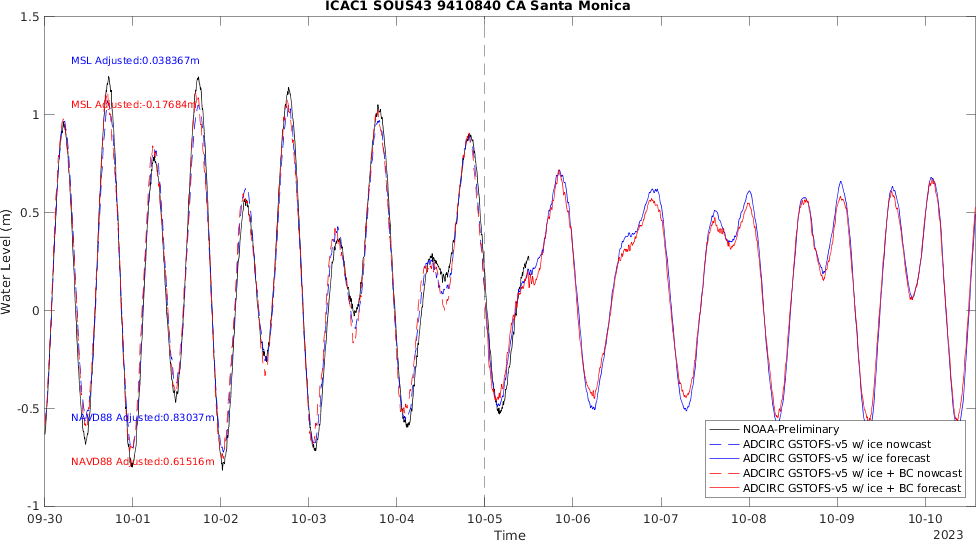 ICAC1 SOUS43 9410840 CA Santa Monica
1.5
MSL Adjusted:0.038367m
MSL Adjusted:-0.17684m
1
0.5
Water Level (m)
0
-0.5
NAVD88 Adjusted:0.83037m
NAVD88 Adjusted:0.61516m
NOAA-Preliminary
ADCIRC GSTOFS-v5 w/ ice nowcast
ADCIRC GSTOFS-v5 w/ ice forecast
ADCIRC GSTOFS-v5 w/ ice + BC nowcast
ADCIRC GSTOFS-v5 w/ ice + BC forecast
-1
09-30 10-01 10-02 10-03 10-04 10-05 10-06 10-07 10-08 10-09 10-10
Time
2023